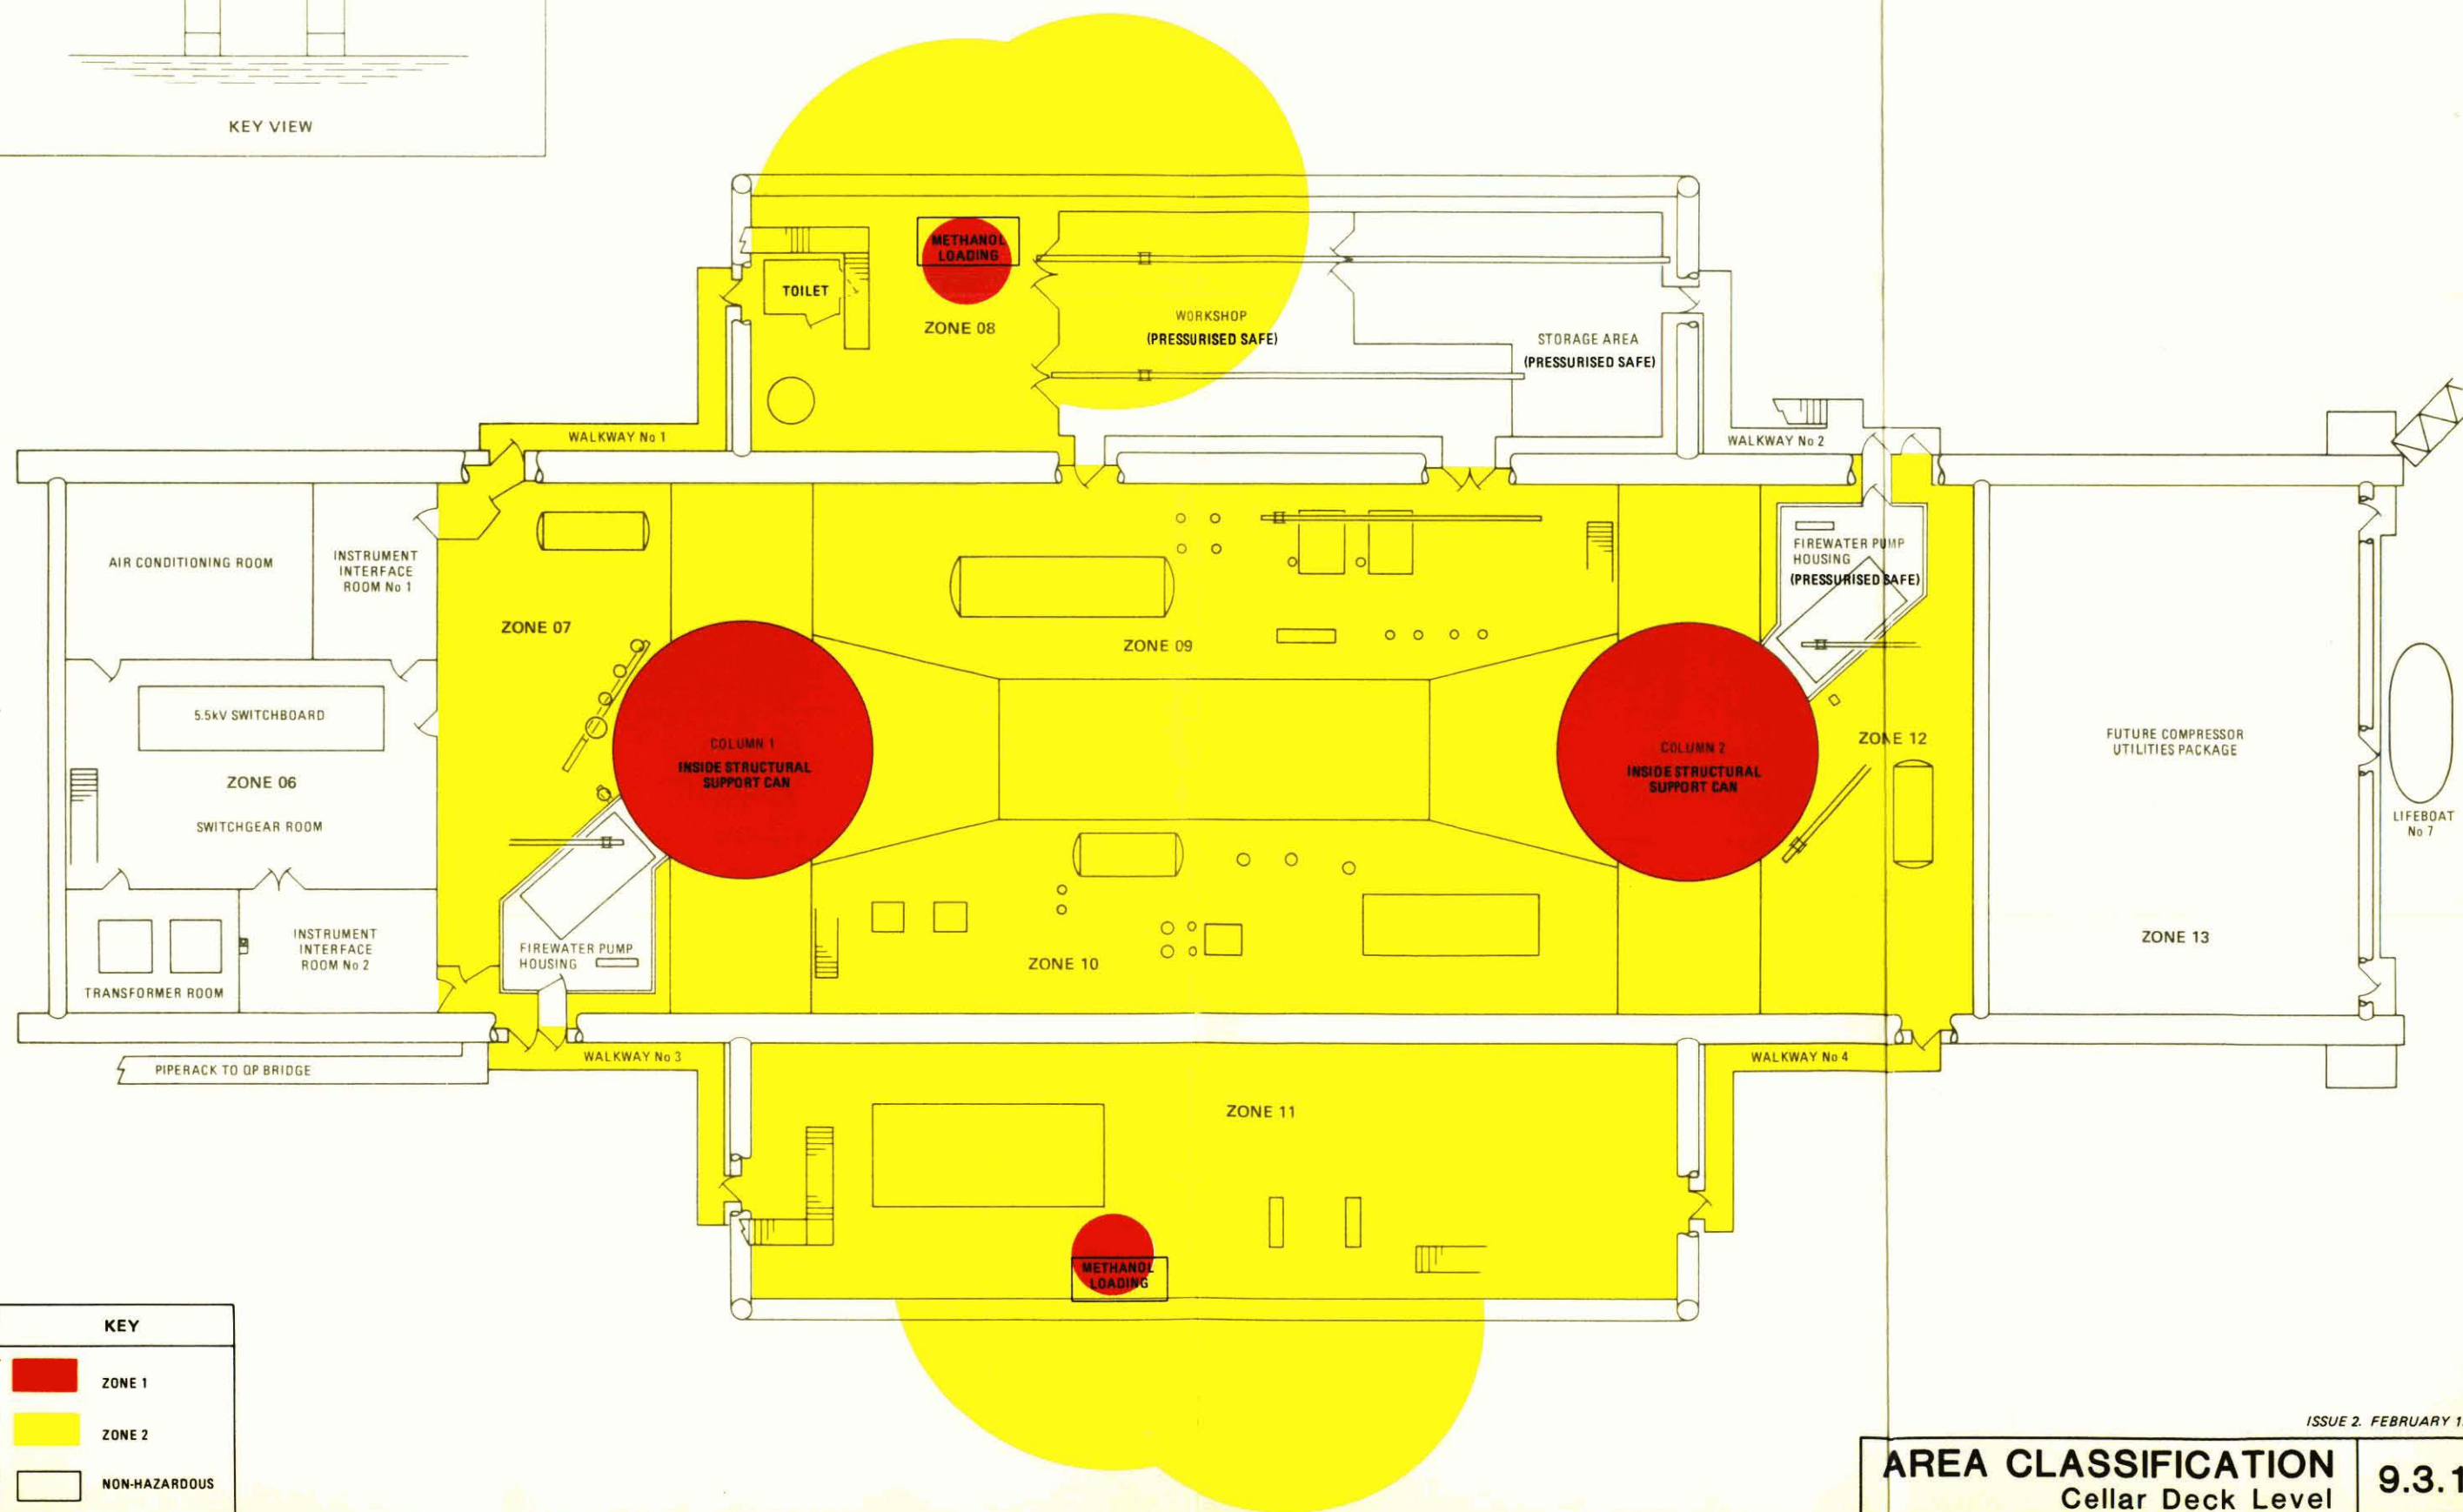 KEY VIEW
METHANOL
LOADING
TOILET
ZONE 08
WORKSHOP
(PRESSURISED SAFE)
STORAGE AREA
(PRESSURISED SAFE)
WALKWAY No 1
WALKWAY No 2
AIR CONDITIONING ROOM
INSTRUMENT
INTERFACE
ROOM No 1
ZONE 07
ZONE 09
FIREWATER PUMP
HOUSING
(PRESSURISED SAFE)
5.5kV SWITCHBOARD
ZONE 06
SWITCHGEAR ROOM
COLUMN 1
INSIDE STRUCTURAL
SUPPORT CAN
COLUMN 2
INSIDE STRUCTURAL
SUPPORT CAN
ZONE 12
FUTURE COMPRESSOR
UTILITIES PACKAGE
LIFEBOAT
No 7
INSTRUMENT
INTERFACE
ROOM No 2
TRANSFORMER ROOM
FIREWATER PUMP
HOUSING
ZONE 10
ZONE 13
PIPERACK TO QP BRIDGE
WALKWAY No 3
WALKWAY No 4
ZONE 11
METHANOL
LOADING
KEY
ZONE 1
ZONE 2
NON-HAZARDOUS
ISSUE 2. FEBRUARY
AREA CLASSIFICATION
Cellar Deck Level
9.3.1